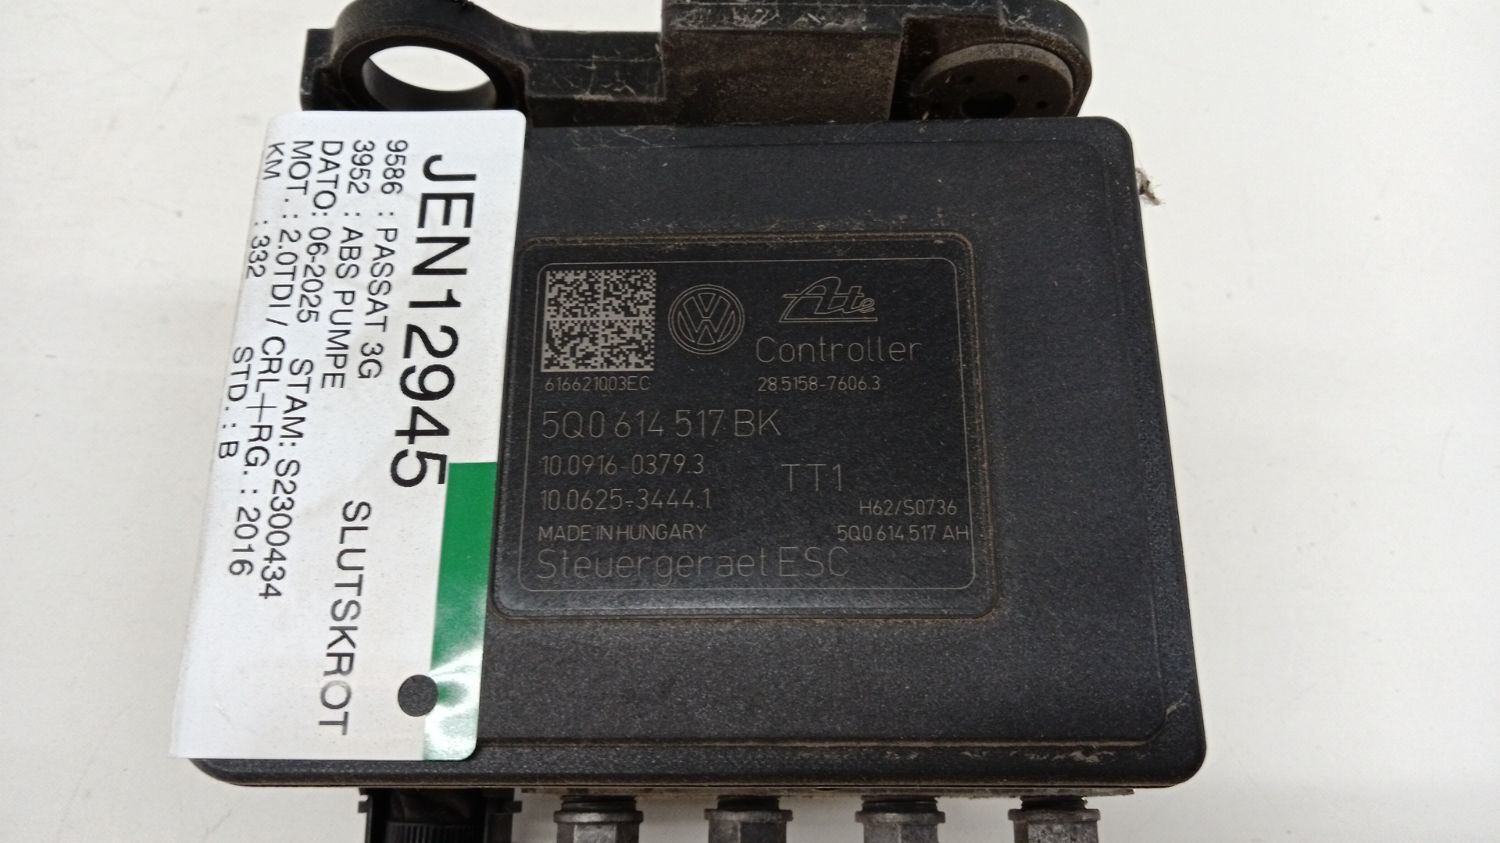 JEN12945
9586 : PASSAT 3G
3952 : ABS PUMPE SLUTSKROT
DATO: 06-2025 STAM: S2300434
MOT. : 2.0TDI / CRL+RG. : 2016
KM : 332 STD. : B
Ate
Controller
616621003EC 28.5158-7606.3
5Q0 614 517 BK
10.0916-0379.3 TT1
10.0625-3444.1
H62/S0736
MADE IN HUNGARY 5Q0 614 517 AH
Steuergeraet ESC